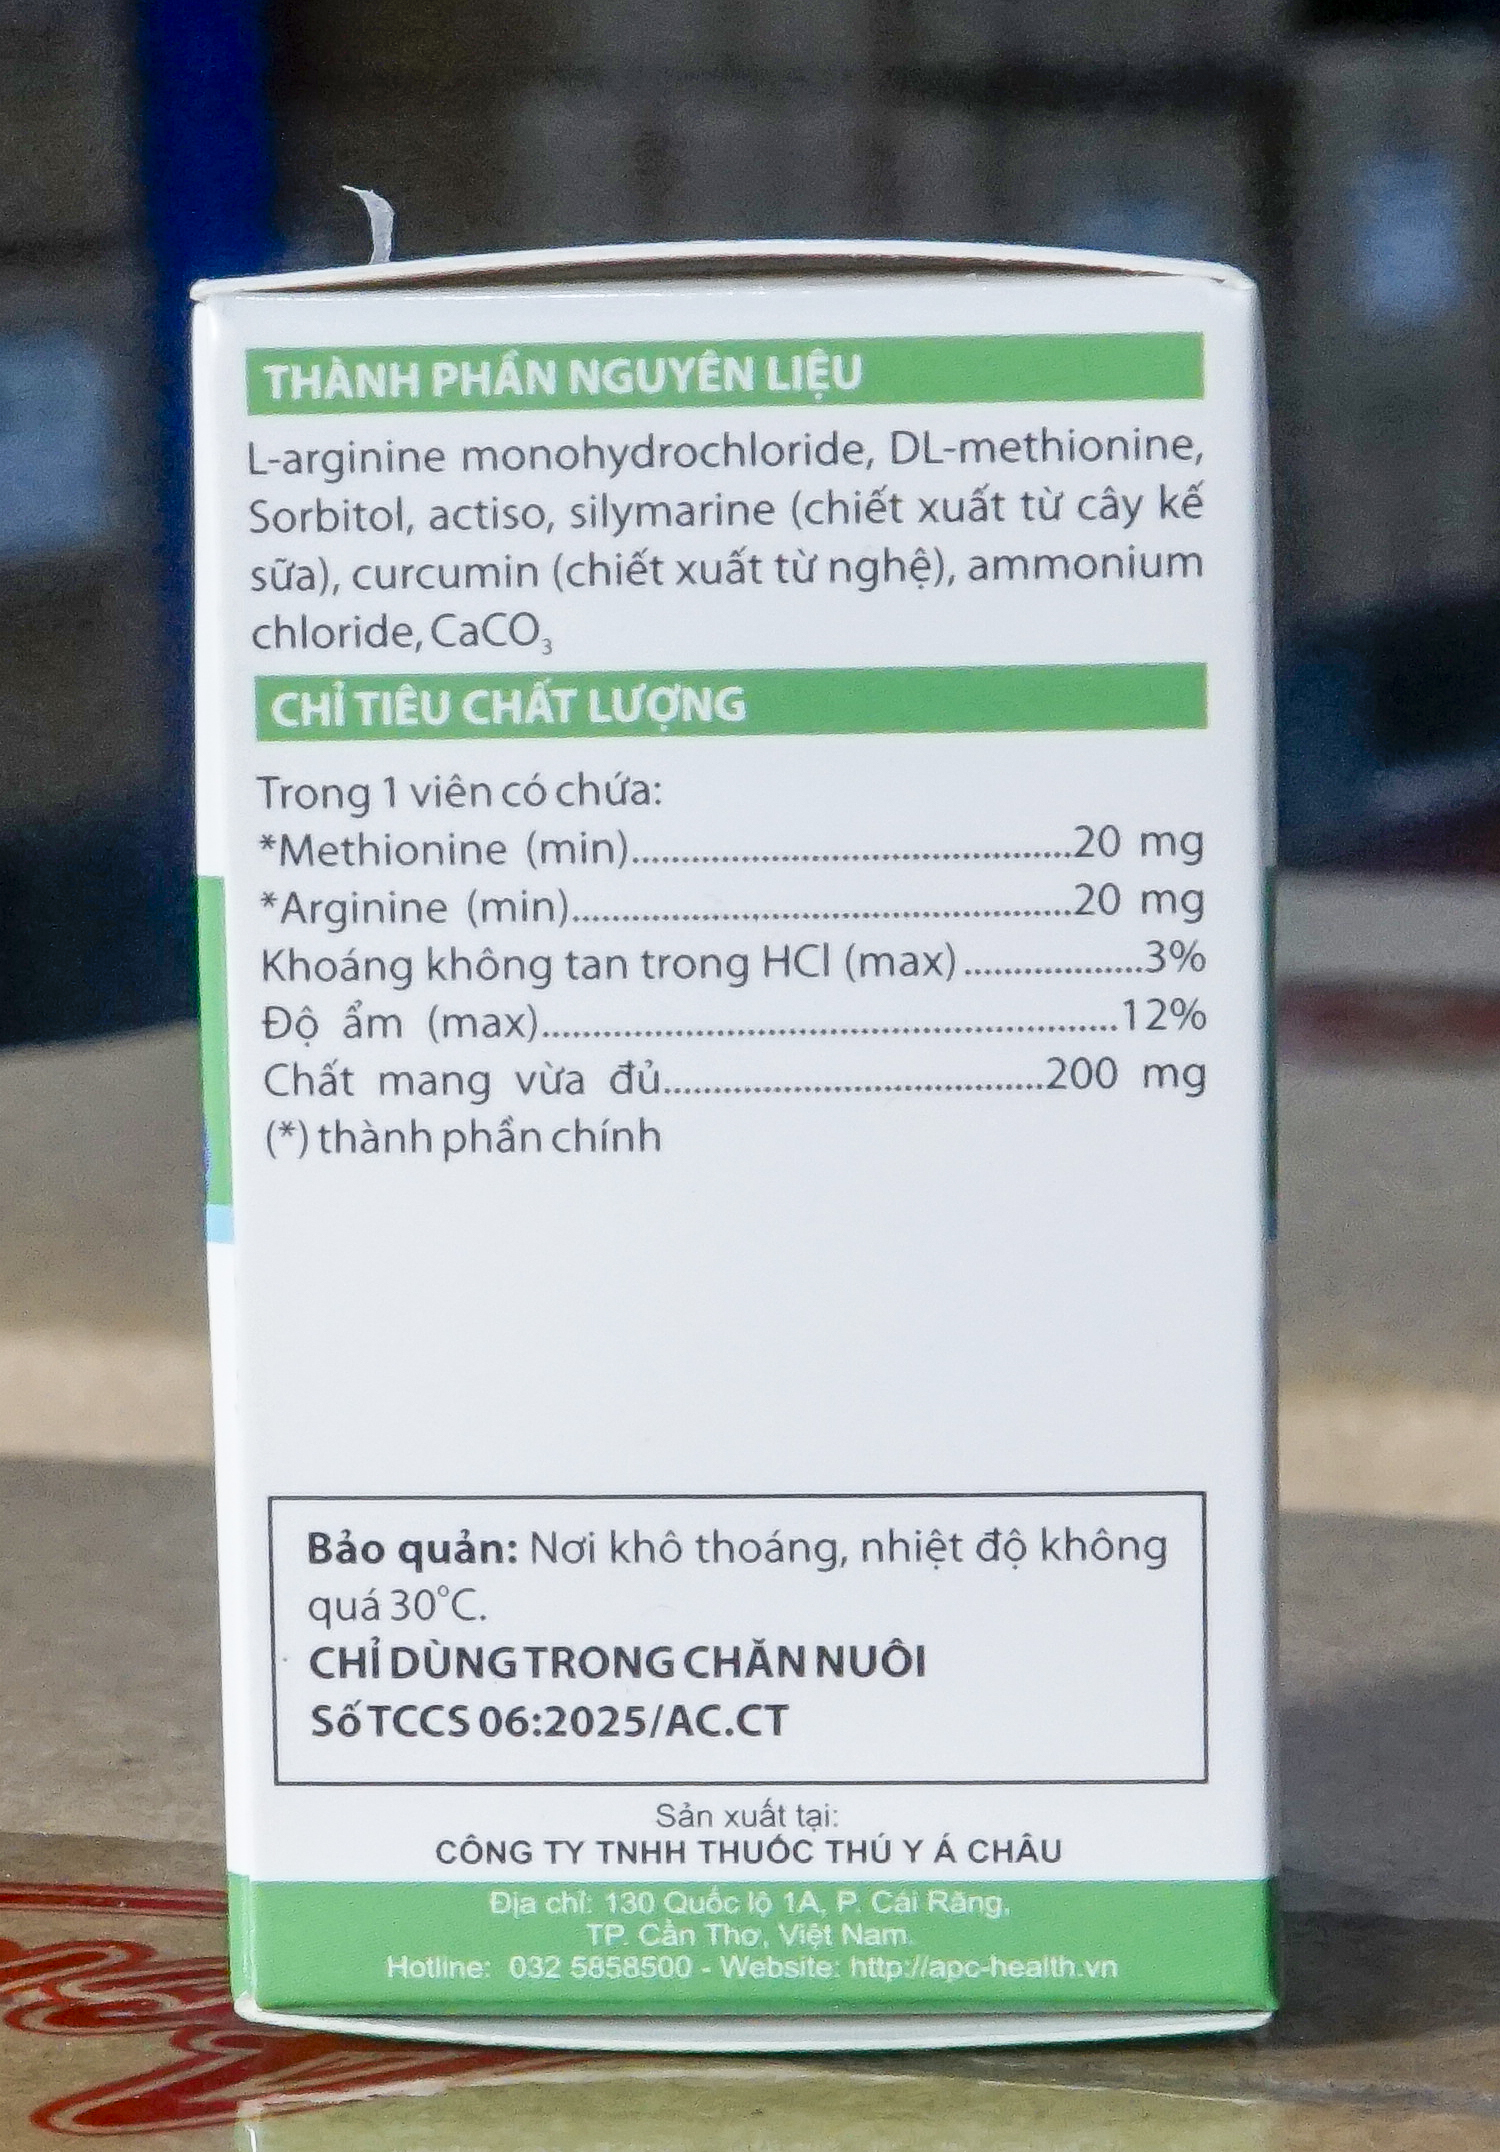 THÀNH PHẦN NGUYÊN LIỆU
L-arginine monohydrochloride, DL-methionine,
Sorbitol, actiso, silymarine (chiết xuất từ cây kế
sữa), curcumin (chiết xuất từ nghệ), ammonium
chloride, CaCO₃
CHỈ TIÊU CHẤT LƯỢNG
Trong 1 viên có chứa:
*Methionine (min)..............................................20 mg
*Arginine (min)....................................................20 mg
Khoáng không tan trong HCl (max)...................3%
Độ ẩm (max)............................................................12%
Chất mang vừa đủ........................................200 mg
(*) thành phần chính
Bảo quản: Nơi khô thoáng, nhiệt độ không
quá 30°C.
CHỈ DÙNG TRONG CHĂN NUÔI
Số TCCS 06:2025/AC.CT
Sản xuất tại:
CÔNG TY TNHH THUỐC THÚ Y Á CHÂU
Địa chỉ: 130 Quốc lộ 1A, P. Cái Răng,
TP. Cần Thơ, Việt Nam.
Hotline: 032 5858500 - Website: http://apc-health.vn